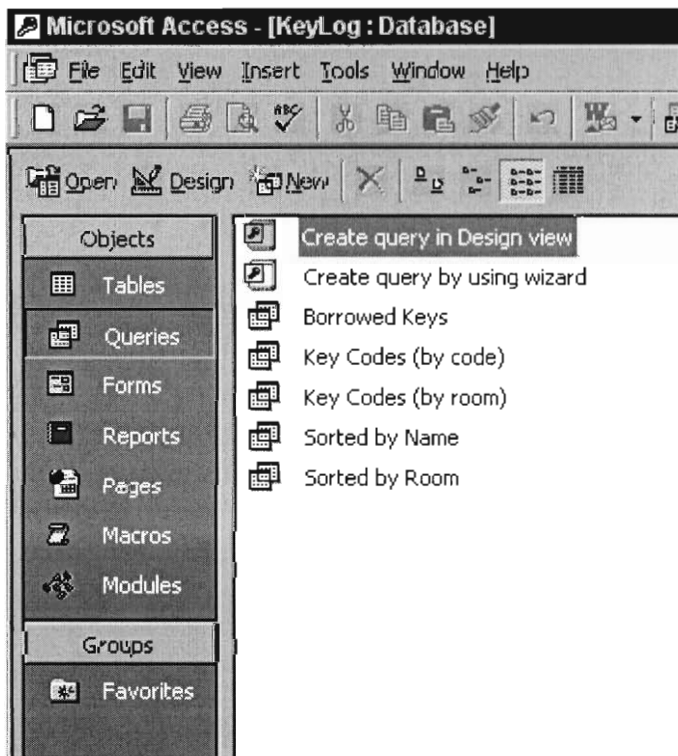 Microsoft Access - [KeyLog : Database]
File Edit View Insert Tools Window Help
ABC W
Open Design New
Objects
Tables
Queries
Forms
Reports
Pages
Macros
Modules
Groups
Favorites
Create query in Design view
Create query by using wizard
Borrowed Keys
Key Codes (by code)
Key Codes (by room)
Sorted by Name
Sorted by Room